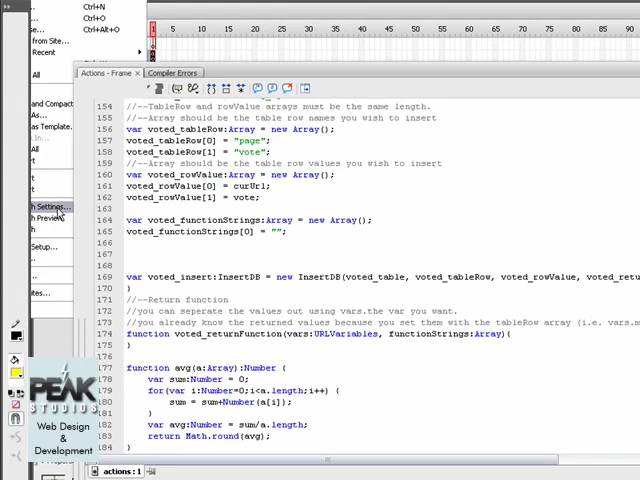 Ctrl+N
Ctrl+O
e...
Ctrl+Alt+O
from Site...
Recent
All
and Compact
As...
as Template...
In...
All
rt
rt
h Settings...
h Preview
h
Setup...
ites...
1 5 10 15 20 25 30 35 40 45 50 55 60 65 70 75 80 85 90
Actions - Frame × Compiler Errors
154 //--TableRow and rowValue arrays must be the same length.
155 //--Array should be the table row names you wish to insert
156 var voted_tableRow:Array = new Array();
157 voted_tableRow[0] = "page";
158 voted_tableRow[1] = "vote";
159 //--Array should be the table row values you wish to insert
160 var voted_rowValue:Array = new Array();
161 voted_rowValue[0] = curUrl;
162 voted_rowValue[1] = vote;
163
164 var voted_functionStrings:Array = new Array();
165 voted_functionStrings[0] = "";
166
167
168
169 var voted_insert:InsertDB = new InsertDB(voted_table, voted_tableRow, voted_rowValue, voted_retu
170 }
171 //--Return function
172 //you can seperate the values out using vars.the var you want.
173 //you already know the returned values because you set them with the tableRow array (i.e. vars.m
174 function voted_returnFunction(vars:URLVariables, functionStrings:Array){
175 }
176
177 function avg(a:Array):Number {
178 var sum:Number = 0;
179 for(var i:Number=0;i<a.length;i++) {
180 sum = sum+Number(a[i]);
181 }
182 var avg:Number = sum/a.length;
183 return Math.round(avg);
184 }
PEAK
STUDIOS
Web Design
&
Development
actions : 1